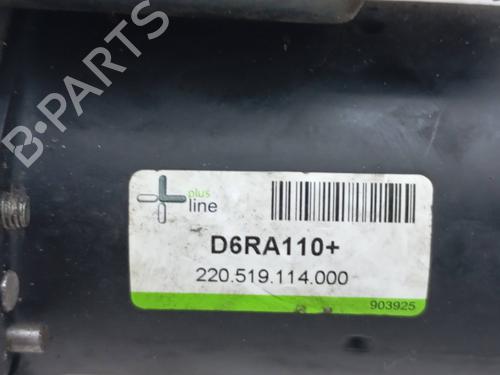 B-PARTS
plus
line
D6RA110+
220.519.114.000
903925